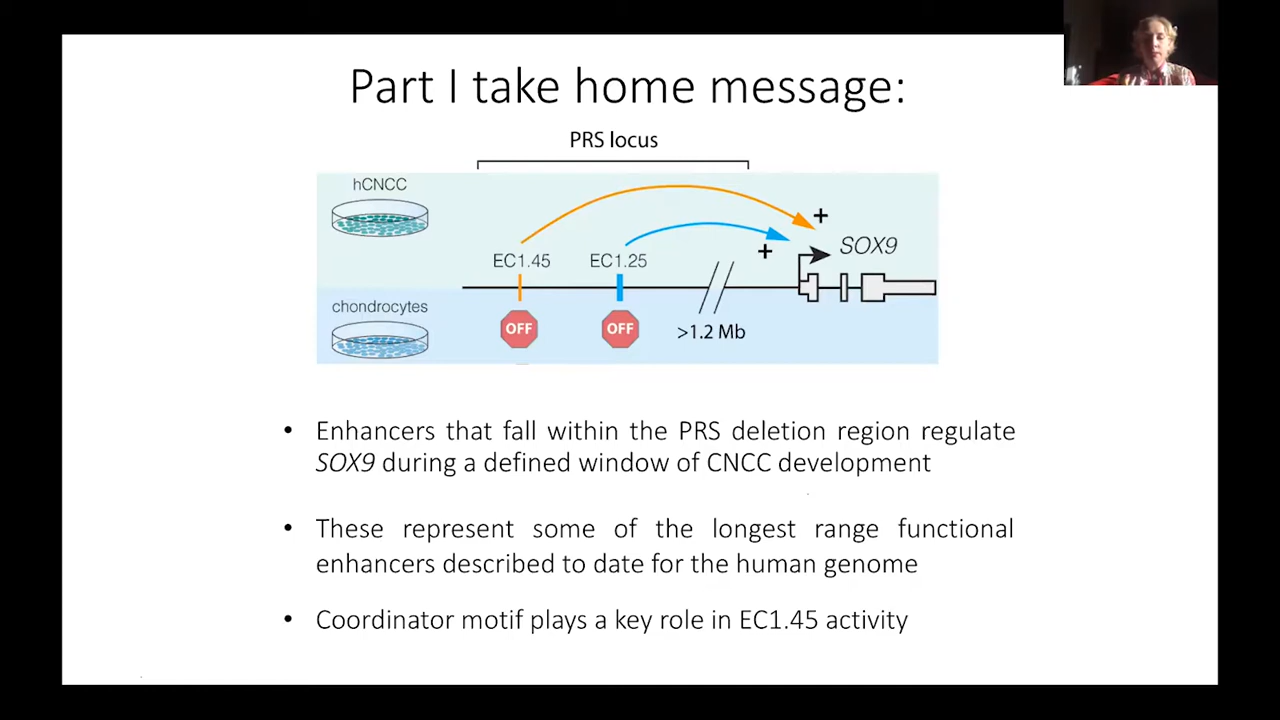 Part I take home message:
PRS locus
hCNCC
+
SOX9
+
EC1.45
EC1.25
chondrocytes
OFF
OFF
>1.2 Mb
• Enhancers that fall within the PRS deletion region regulate
SOX9 during a defined window of CNCC development
• These represent some of the longest range functional
enhancers described to date for the human genome
• Coordinator motif plays a key role in EC1.45 activity